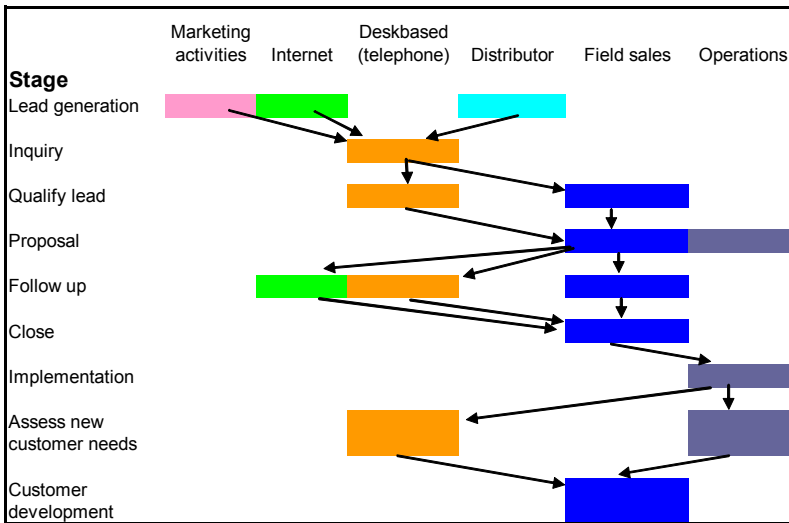 Marketing activities
Internet
Deskbased (telephone)
Distributor
Field sales
Operations
Stage
Lead generation
Inquiry
Qualify lead
Proposal
Follow up
Close
Implementation
Assess new
customer needs
Customer
development